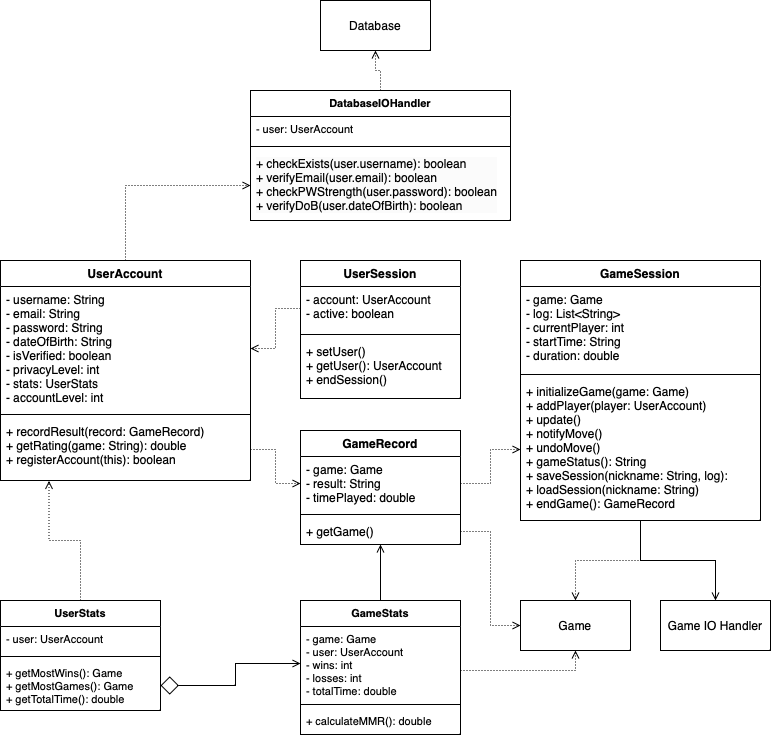 Database
DatabaseIOHandler
- user: UserAccount
+ checkExists(user.username): boolean
+ verifyEmail(user.email): boolean
+ checkPWStrength(user.password): boolean
+ verifyDoB(user.dateOfBirth): boolean
UserAccount
- username: String
- email: String
- password: String
- dateOfBirth: String
- isVerified: boolean
- privacyLevel: int
- stats: UserStats
- accountLevel: int
+ recordResult(record: GameRecord)
+ getRating(game: String): double
+ registerAccount(this): boolean
UserSession
- account: UserAccount
- active: boolean
+ setUser()
+ getUser(): UserAccount
+ endSession()
GameSession
- game: Game
- log: List<String>
- currentPlayer: int
- startTime: String
- duration: double
+ initializeGame(game: Game)
+ addPlayer(player: UserAccount)
+ update()
+ notifyMove()
+ undoMove()
+ gameStatus(): String
+ saveSession(nickname: String, log):
+ loadSession(nickname: String)
+ endGame(): GameRecord
GameRecord
- game: Game
- result: String
- timePlayed: double
+ getGame()
UserStats
- user: UserAccount
+ getMostWins(): Game
+ getMostGames(): Game
+ getTotalTime(): double
GameStats
- game: Game
- user: UserAccount
- wins: int
- losses: int
- totalTime: double
+ calculateMMR(): double
Game
Game IO Handler